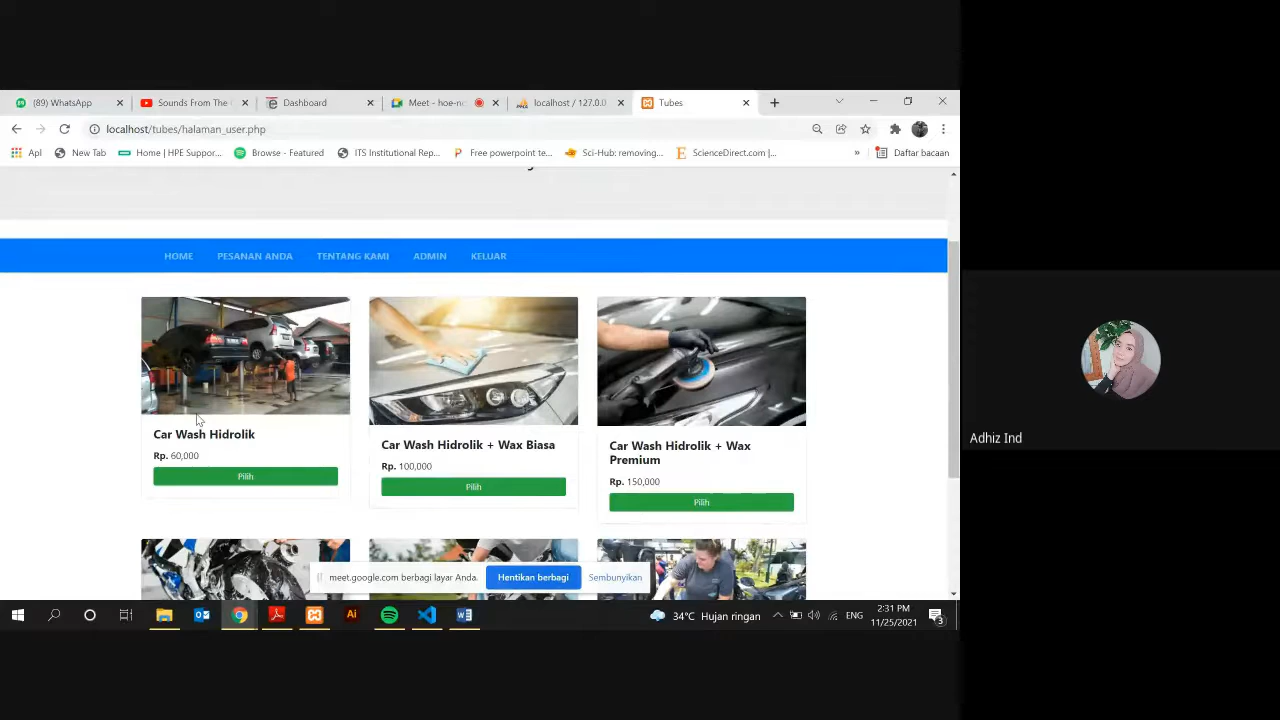 (89) WhatsApp
Sounds From The
Dashboard
Meet - hoe-nc
localhost / 127.0.0
Tubes
localhost/tubes/halaman_user.php
Apl
New Tab
Home | HPE Suppor...
Browse - Featured
ITS Institutional Rep...
Free powerpoint te...
Sci-Hub: removing...
ScienceDirect.com |...
»
Daftar bacaan
HOME PESANAN ANDA TENTANG KAMI ADMIN KELUAR
Car Wash Hidrolik
Rp. 60,000
Pilih
Car Wash Hidrolik + Wax Biasa
Rp. 100,000
Pilih
Car Wash Hidrolik + Wax
Premium
Rp. 150,000
Pilih
meet.google.com berbagi layar Anda.
Hentikan berbagi
Sembunyikan
Adhiz Ind
34°C Hujan ringan
ENG
2:31 PM
11/25/2021
3